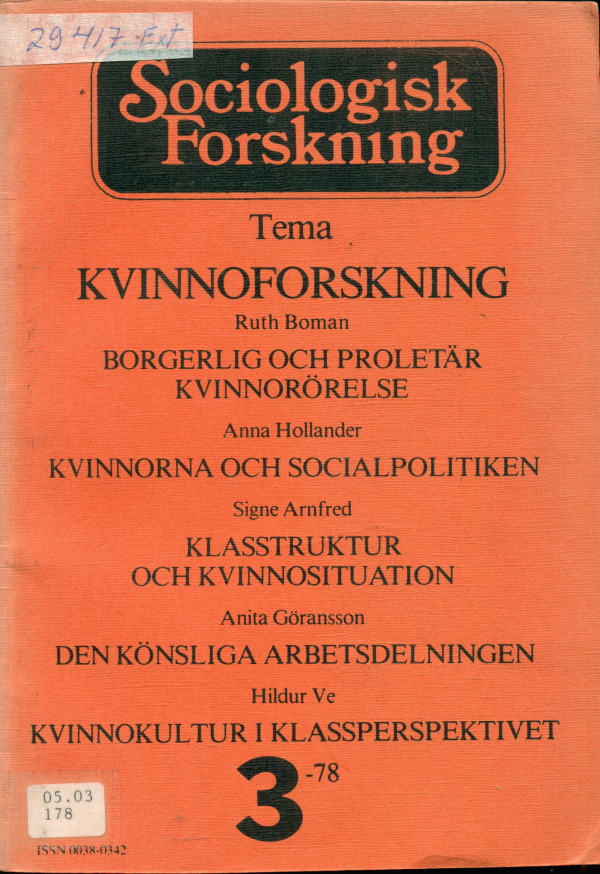 29417 Ext
Sociologisk
Forskning
Tema
KVINNOFORSKNING
Ruth Boman
BORGERLIG OCH PROLETÄR
KVINNORÖRELSE
Anna Hollander
KVINNORNA OCH SOCIALPOLITIKEN
Signe Arnfred
KLASSTRUKTUR
OCH KVINNOSITUATION
Anita Göransson
DEN KÖNSLIGA ARBETSDELNINGEN
Hildur Ve
KVINNOKULTUR I KLASSPERSPEKTIVET
3-78
05.03
178
ISSN 0038-0342